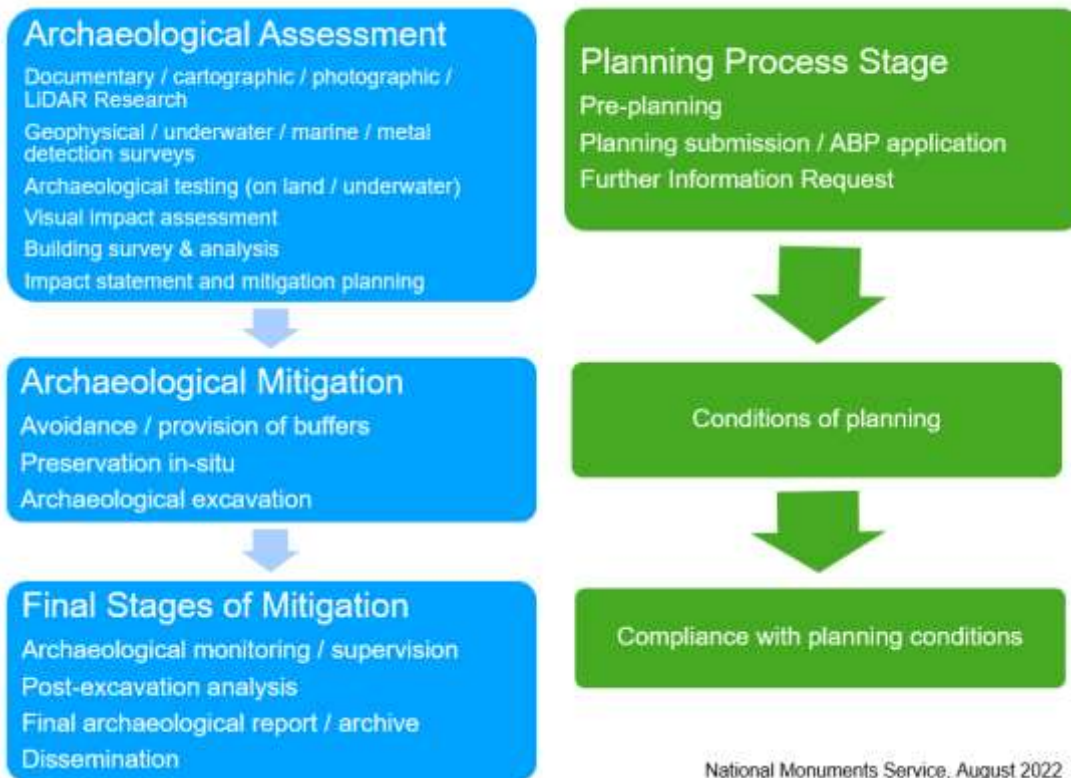 Archaeological Assessment
Documentary / cartographic / photographic /
LiDAR Research
Geophysical / underwater / marine / metal
detection surveys
Archaeological testing (on land / underwater)
Visual impact assessment
Building survey & analysis
Impact statement and mitigation planning
Archaeological Mitigation
Avoidance / provision of buffers
Preservation in-situ
Archaeological excavation
Final Stages of Mitigation
Archaeological monitoring / supervision
Post-excavation analysis
Final archaeological report / archive
Dissemination
Planning Process Stage
Pre-planning
Planning submission / ABP application
Further Information Request
Conditions of planning
Compliance with planning conditions
National Monuments Service, August 2022